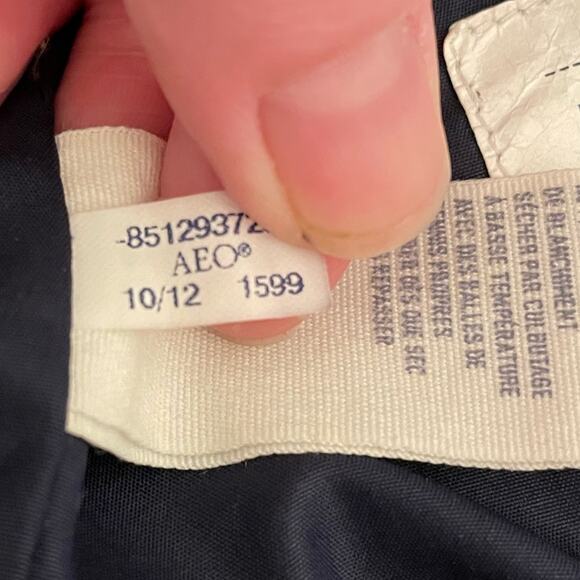 -85129372
AEO®
10/12 1599
DE BLANCHIMENT
SÉCHER PAR CULBUTAGE
À BASSE TEMPÉRATURE
AVEC DES BALLES DE
TENNIS PROPRES
DÈS QUE SEC
REPASSER